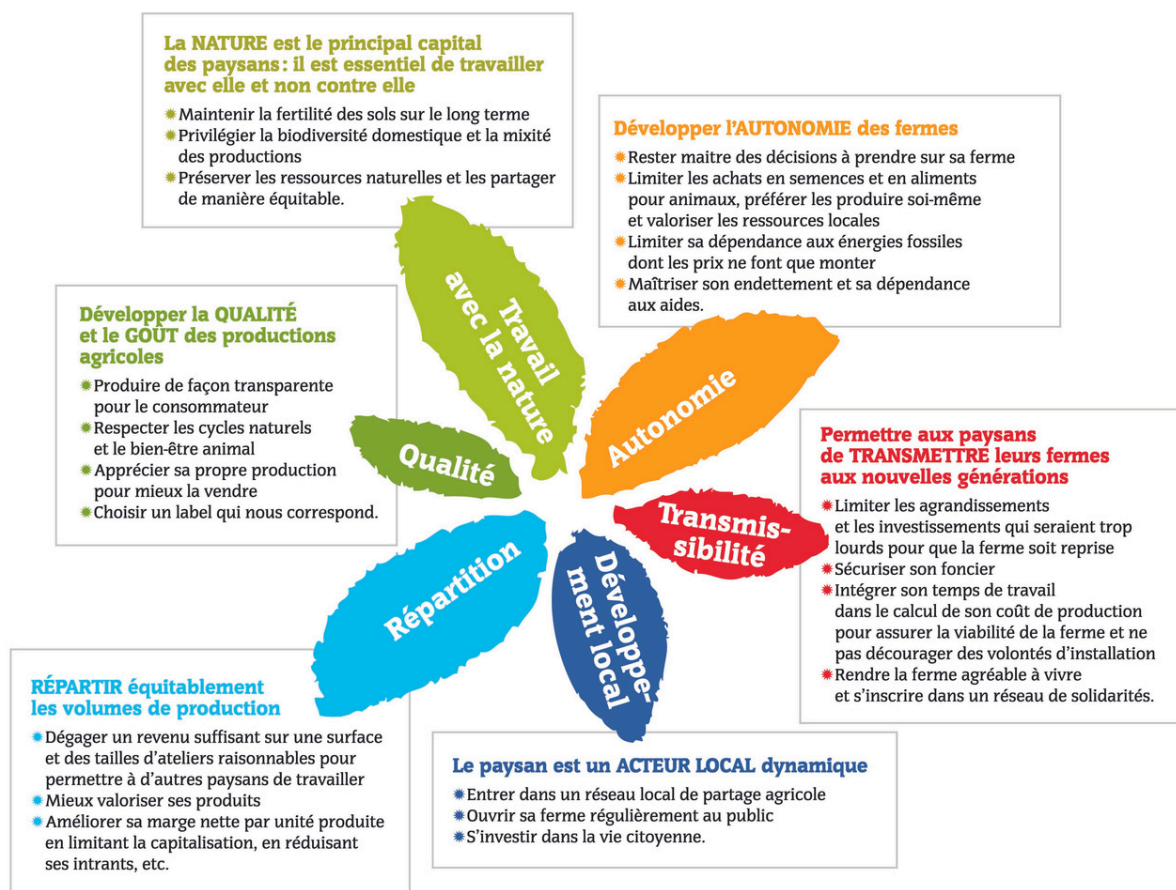 La NATURE est le principal capital
des paysans : il est essentiel de travailler
avec elle et non contre elle
Maintenir la fertilité des sols sur le long terme
Privilégier la biodiversité domestique et la mixité
des productions
Préserver les ressources naturelles et les partager
de manière équitable.
Développer l'AUTONOMIE des fermes
Rester maitre des décisions à prendre sur sa ferme
Limiter les achats en semences et en aliments
pour animaux, préférer les produire soi-même
et valoriser les ressources locales
Limiter sa dépendance aux énergies fossiles
dont les prix ne font que monter
Maîtriser son endettement et sa dépendance
aux aides.
Développer la QUALITÉ
et le GOÛT des productions
agricoles
Produire de façon transparente
pour le consommateur
Respecter les cycles naturels
et le bien-être animal
Apprécier sa propre production
pour mieux la vendre
Choisir un label qui nous correspond.
Travail
avec la nature
Autonomie
Qualité
Transmis-
sibilité
Répartition
Développe-
ment local
Permettre aux paysans
de TRANSMETTRE leurs fermes
aux nouvelles générations
Limiter les agrandissements
et les investissements qui seraient trop
lourds pour que la ferme soit reprise
Sécuriser son foncier
Intégrer son temps de travail
dans le calcul de son coût de production
pour assurer la viabilité de la ferme et ne
pas décourager des volontés d'installation
Rendre la ferme agréable à vivre
et s'inscrire dans un réseau de solidarités.
RÉPARTIR équitablement
les volumes de production
Dégager un revenu suffisant sur une surface
et des tailles d'ateliers raisonnables pour
permettre à d'autres paysans de travailler
Mieux valoriser ses produits
Améliorer sa marge nette par unité produite
en limitant la capitalisation, en réduisant
ses intrants, etc.
Le paysan est un ACTEUR LOCAL dynamique
Entrer dans un réseau local de partage agricole
Ouvrir sa ferme régulièrement au public
S'investir dans la vie citoyenne.